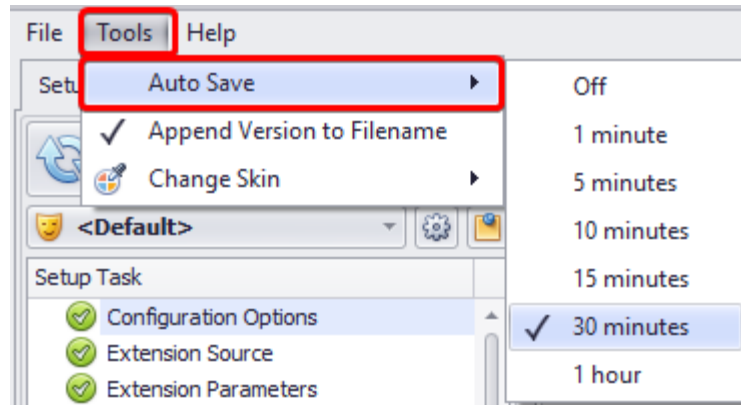 File Tools Help
Setu
Auto Save
Append Version to Filename
Change Skin
<Default>
Setup Task
Configuration Options
Extension Source
Extension Parameters
Off
1 minute
5 minutes
10 minutes
15 minutes
30 minutes
1 hour